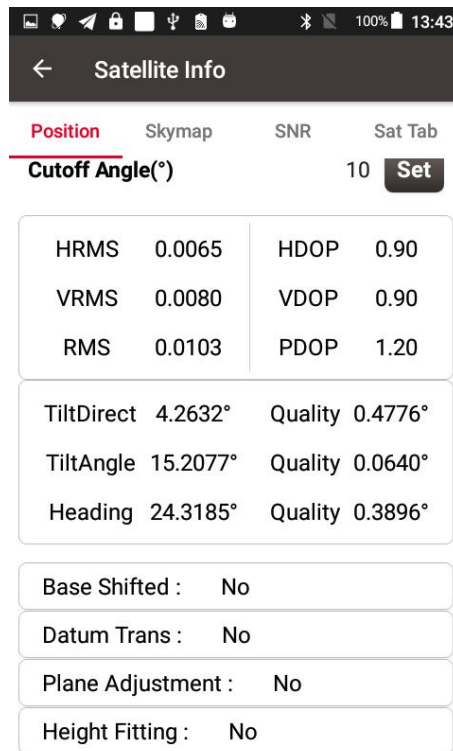 100% 13:43
← Satellite Info
Position Skymap SNR Sat Tab
Cutoff Angle(°) 10 Set
HRMS 0.0065 HDOP 0.90
VRMS 0.0080 VDOP 0.90
RMS 0.0103 PDOP 1.20
TiltDirect 4.2632° Quality 0.4776°
TiltAngle 15.2077° Quality 0.0640°
Heading 24.3185° Quality 0.3896°
Base Shifted : No
Datum Trans : No
Plane Adjustment : No
Height Fitting : No